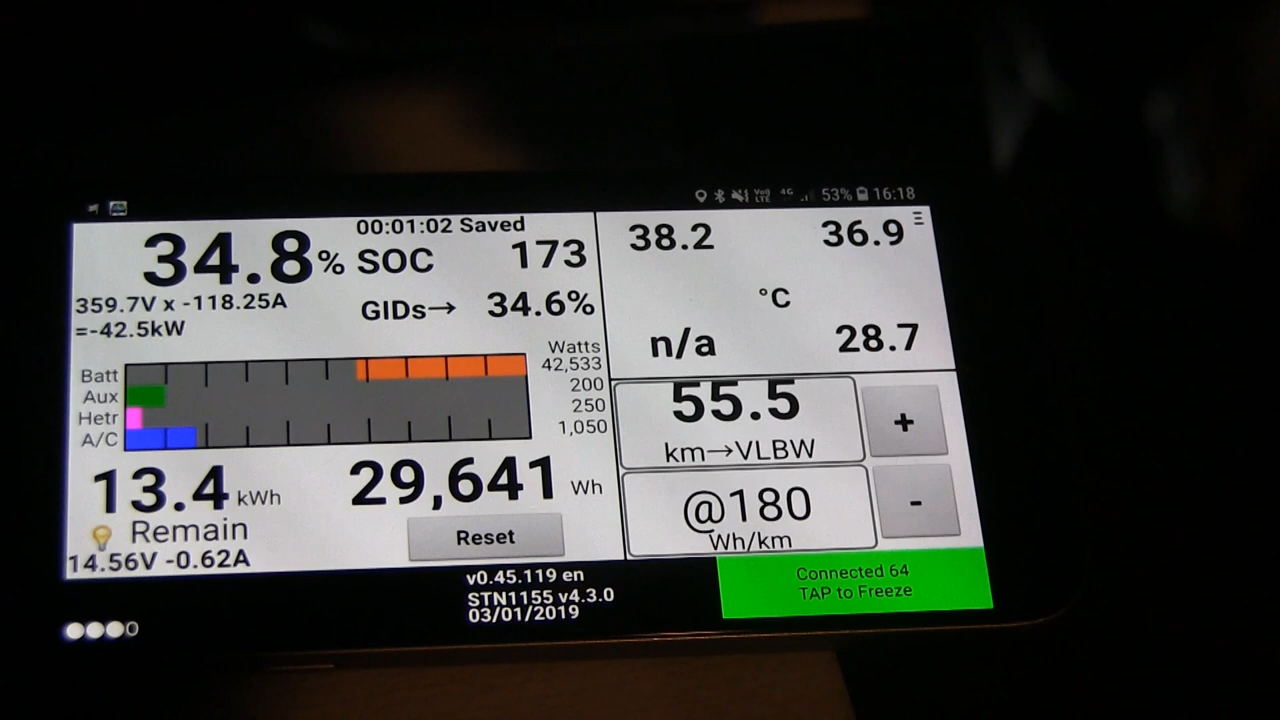 VoLTE 4G 53% 16:18
00:01:02 Saved
34.8% SOC 173
359.7V x -118.25A
=-42.5kW
GIDs→ 34.6%
Watts
Batt 42,533
Aux 200
Hetr 250
A/C 1,050
13.4 kWh 29,641 Wh
Remain
Reset
14.56V -0.62A
38.2 36.9
°C
n/a 28.7
55.5
km→VLBW
+
@180
Wh/km
-
v0.45.119 en
STN1155 v4.3.0
03/01/2019
Connected 64
TAP to Freeze